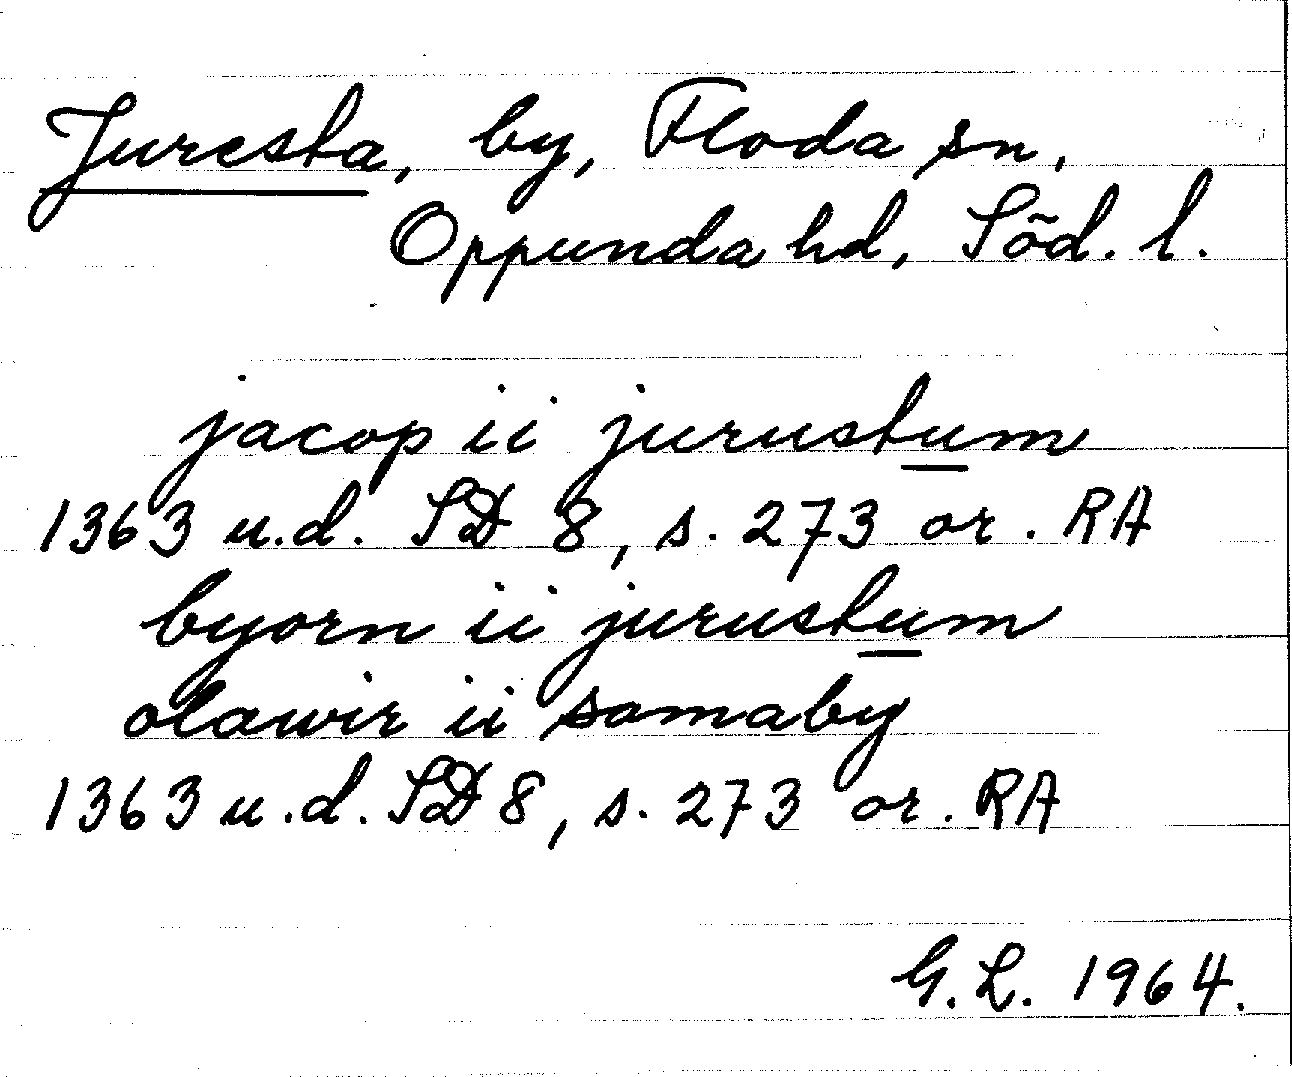 Juresta, by, Floda sn,
Oppunda hd, Söd. l.
jacop ii jurustum
1363 u.d. SD 8, s. 273 or. RA
byorn ii jurustum
olawir ii somaby
1363 u.d. SD 8, s. 273 or. RA
G.L. 1964.